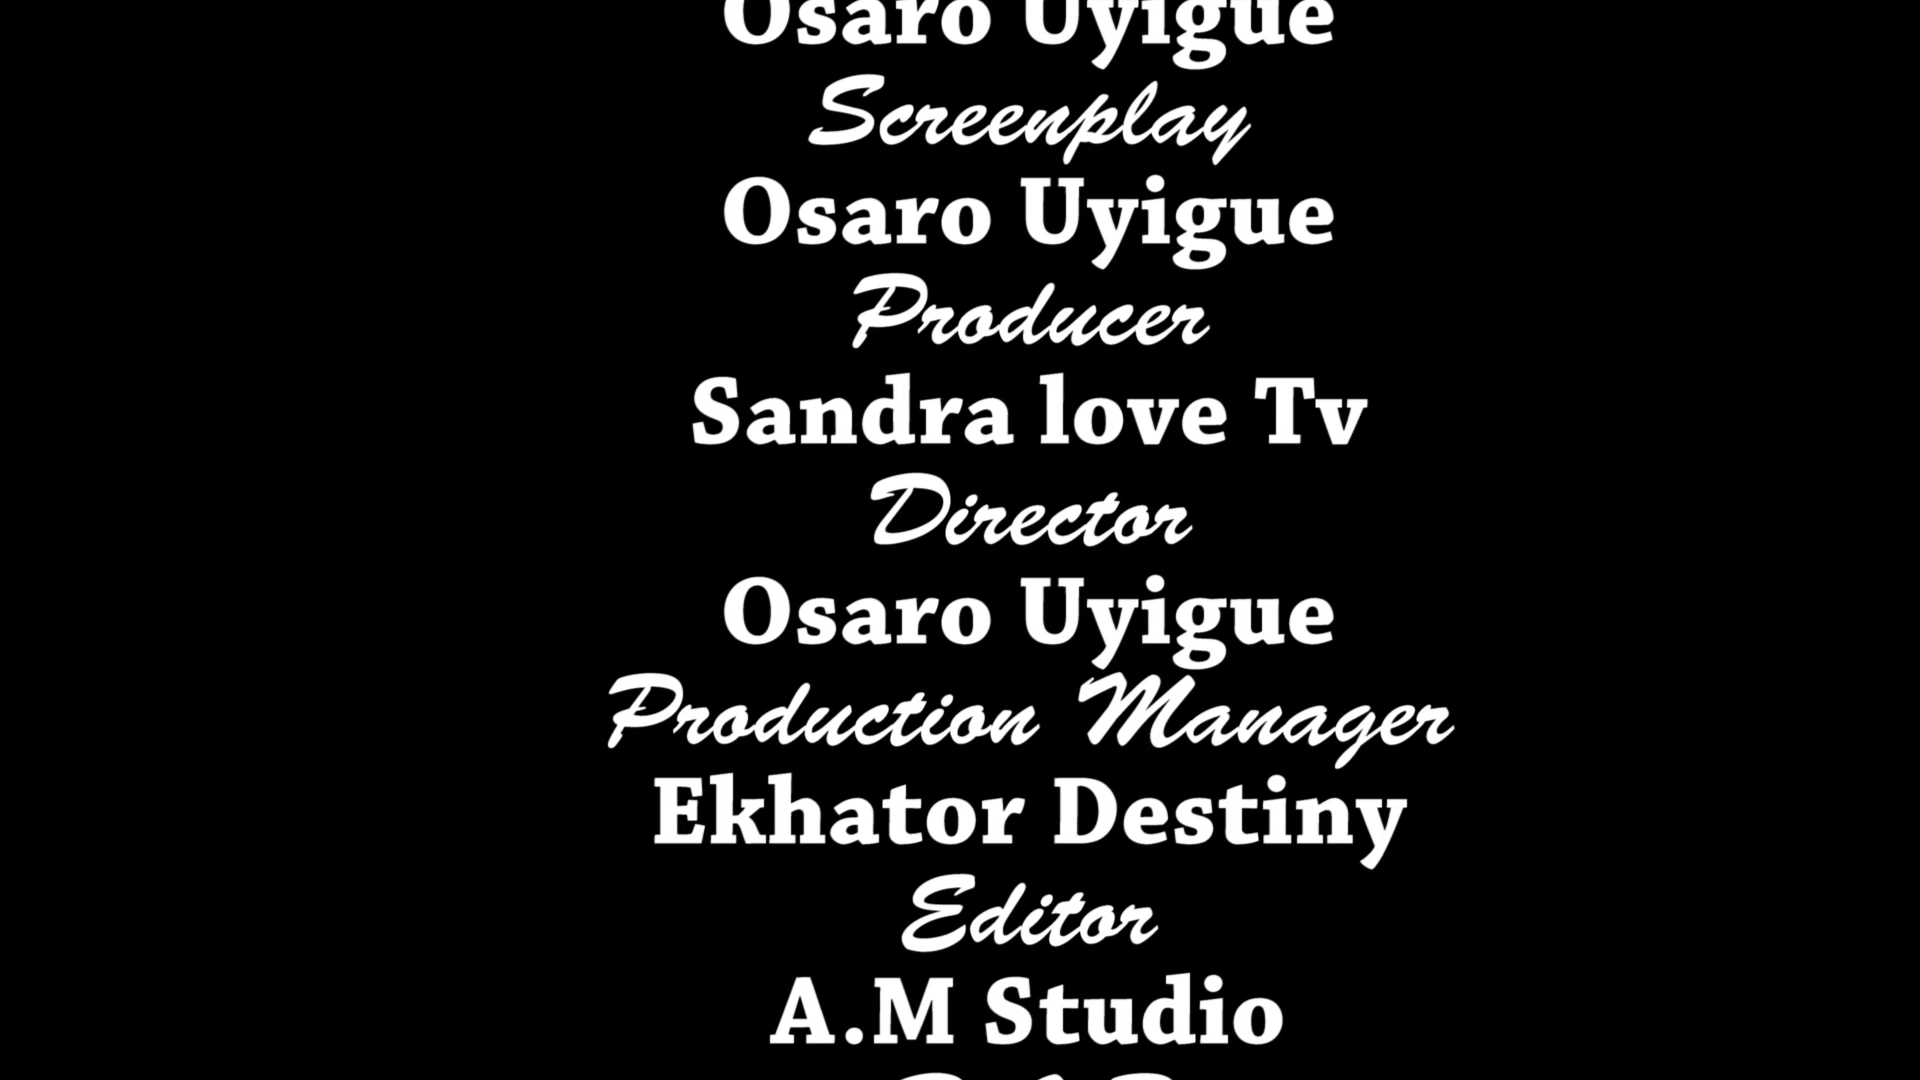 Osaro Uyigue
Screenplay
Osaro Uyigue
Producer
Sandra love Tv
Director
Osaro Uyigue
Production Manager
Ekhator Destiny
Editor
A.M Studio